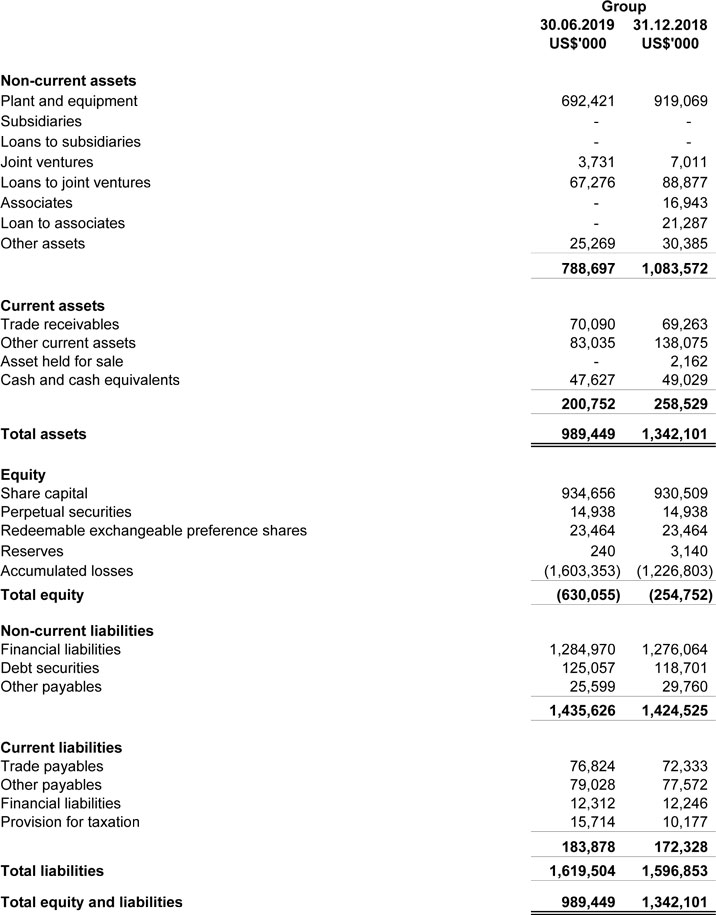 Group
30.06.2019 31.12.2018
US$'000 US$'000
Non-current assets
Plant and equipment 692,421 919,069
Subsidiaries - -
Loans to subsidiaries - -
Joint ventures 3,731 7,011
Loans to joint ventures 67,276 88,877
Associates - 16,943
Loan to associates - 21,287
Other assets 25,269 30,385
788,697 1,083,572
Current assets
Trade receivables 70,090 69,263
Other current assets 83,035 138,075
Asset held for sale - 2,162
Cash and cash equivalents 47,627 49,029
200,752 258,529
Total assets 989,449 1,342,101
Equity
Share capital 934,656 930,509
Perpetual securities 14,938 14,938
Redeemable exchangeable preference shares 23,464 23,464
Reserves 240 3,140
Accumulated losses (1,603,353) (1,226,803)
Total equity (630,055) (254,752)
Non-current liabilities
Financial liabilities 1,284,970 1,276,064
Debt securities 125,057 118,701
Other payables 25,599 29,760
1,435,626 1,424,525
Current liabilities
Trade payables 76,824 72,333
Other payables 79,028 77,572
Financial liabilities 12,312 12,246
Provision for taxation 15,714 10,177
183,878 172,328
Total liabilities 1,619,504 1,596,853
Total equity and liabilities 989,449 1,342,101